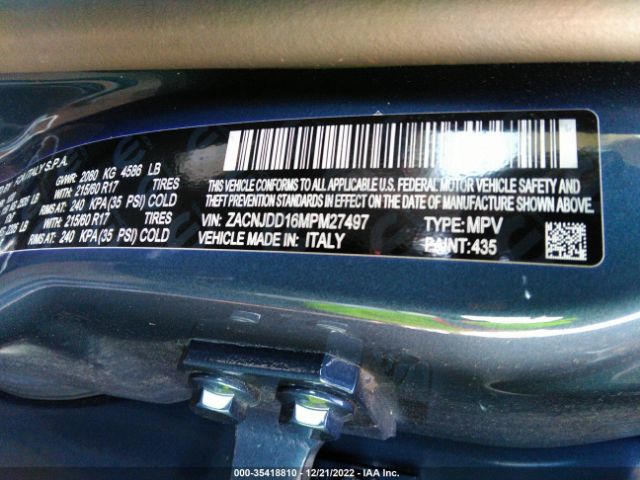 FCA ITALY S.P.A.
GVWR: 2080 KG 4586 LB
WITH: 215/60 R17 TIRES
RIMS AT: 240 KPA(35 PSI) COLD
WITH: 215/60 R17 TIRES
RIMS AT: 240 KPA(35 PSI) COLD
THIS VEHICLE CONFORMS TO ALL APPLICABLE U.S. FEDERAL MOTOR VEHICLE SAFETY
THEFT PREVENTION STANDARDS IN EFFECT ON THE DATE OF MANUFACTURE SHOWN ABOVE.
VIN: ZACNJDD16MPM27497 TYPE: MPV
VEHICLE MADE IN: ITALY PAINT: 435
000-35418810 - 12/21/2022 - IAA Inc.